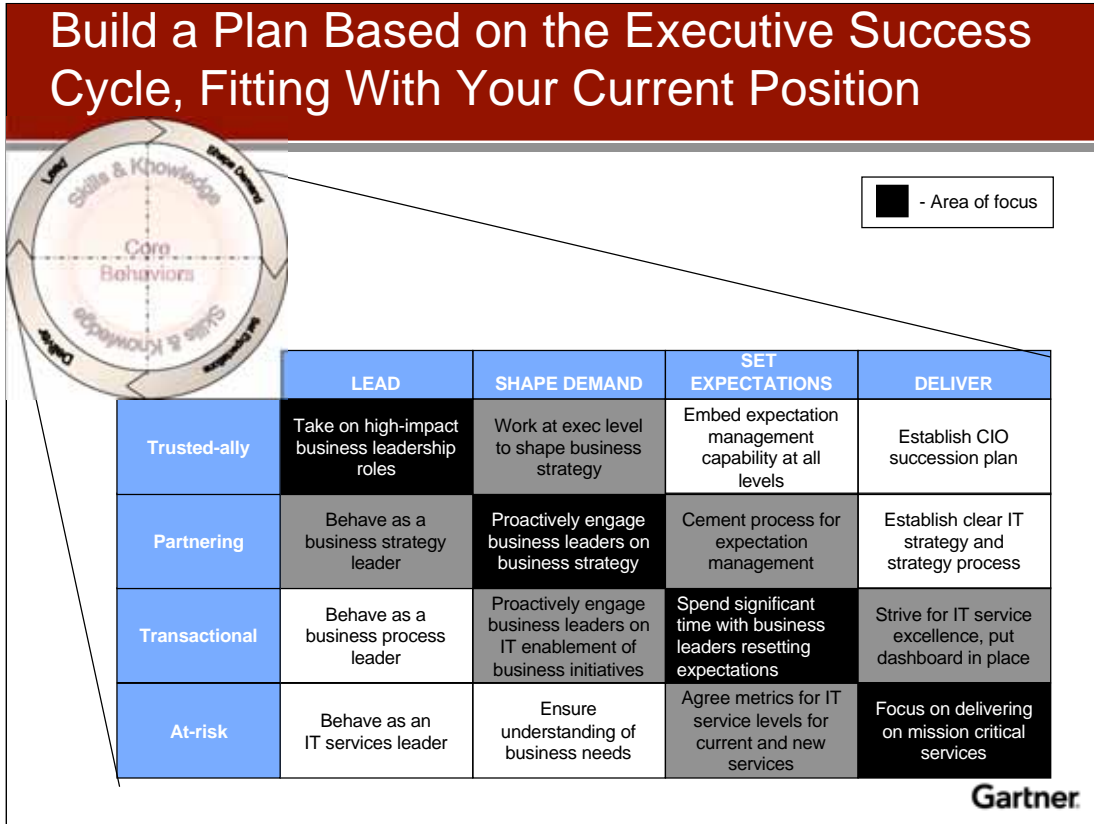 Build a Plan Based on the Executive Success
Cycle, Fitting With Your Current Position
Lead
Shape Demand
Skills & Knowledge
Core
Behaviors
Skills & Knowledge
Deliver
Set Expectations
- Area of focus
LEAD
SHAPE DEMAND
SET
EXPECTATIONS
DELIVER
Trusted-ally
Take on high-impact
business leadership
roles
Work at exec level
to shape business
strategy
Embed expectation
management
capability at all
levels
Establish CIO
succession plan
Partnering
Behave as a
business strategy
leader
Proactively engage
business leaders on
business strategy
Cement process for
expectation
management
Establish clear IT
strategy and
strategy process
Transactional
Behave as a
business process
leader
Proactively engage
business leaders on
IT enablement of
business initiatives
Spend significant
time with business
leaders resetting
expectations
Strive for IT service
excellence, put
dashboard in place
At-risk
Behave as an
IT services leader
Ensure
understanding of
business needs
Agree metrics for IT
service levels for
current and new
services
Focus on delivering
on mission critical
services
Gartner